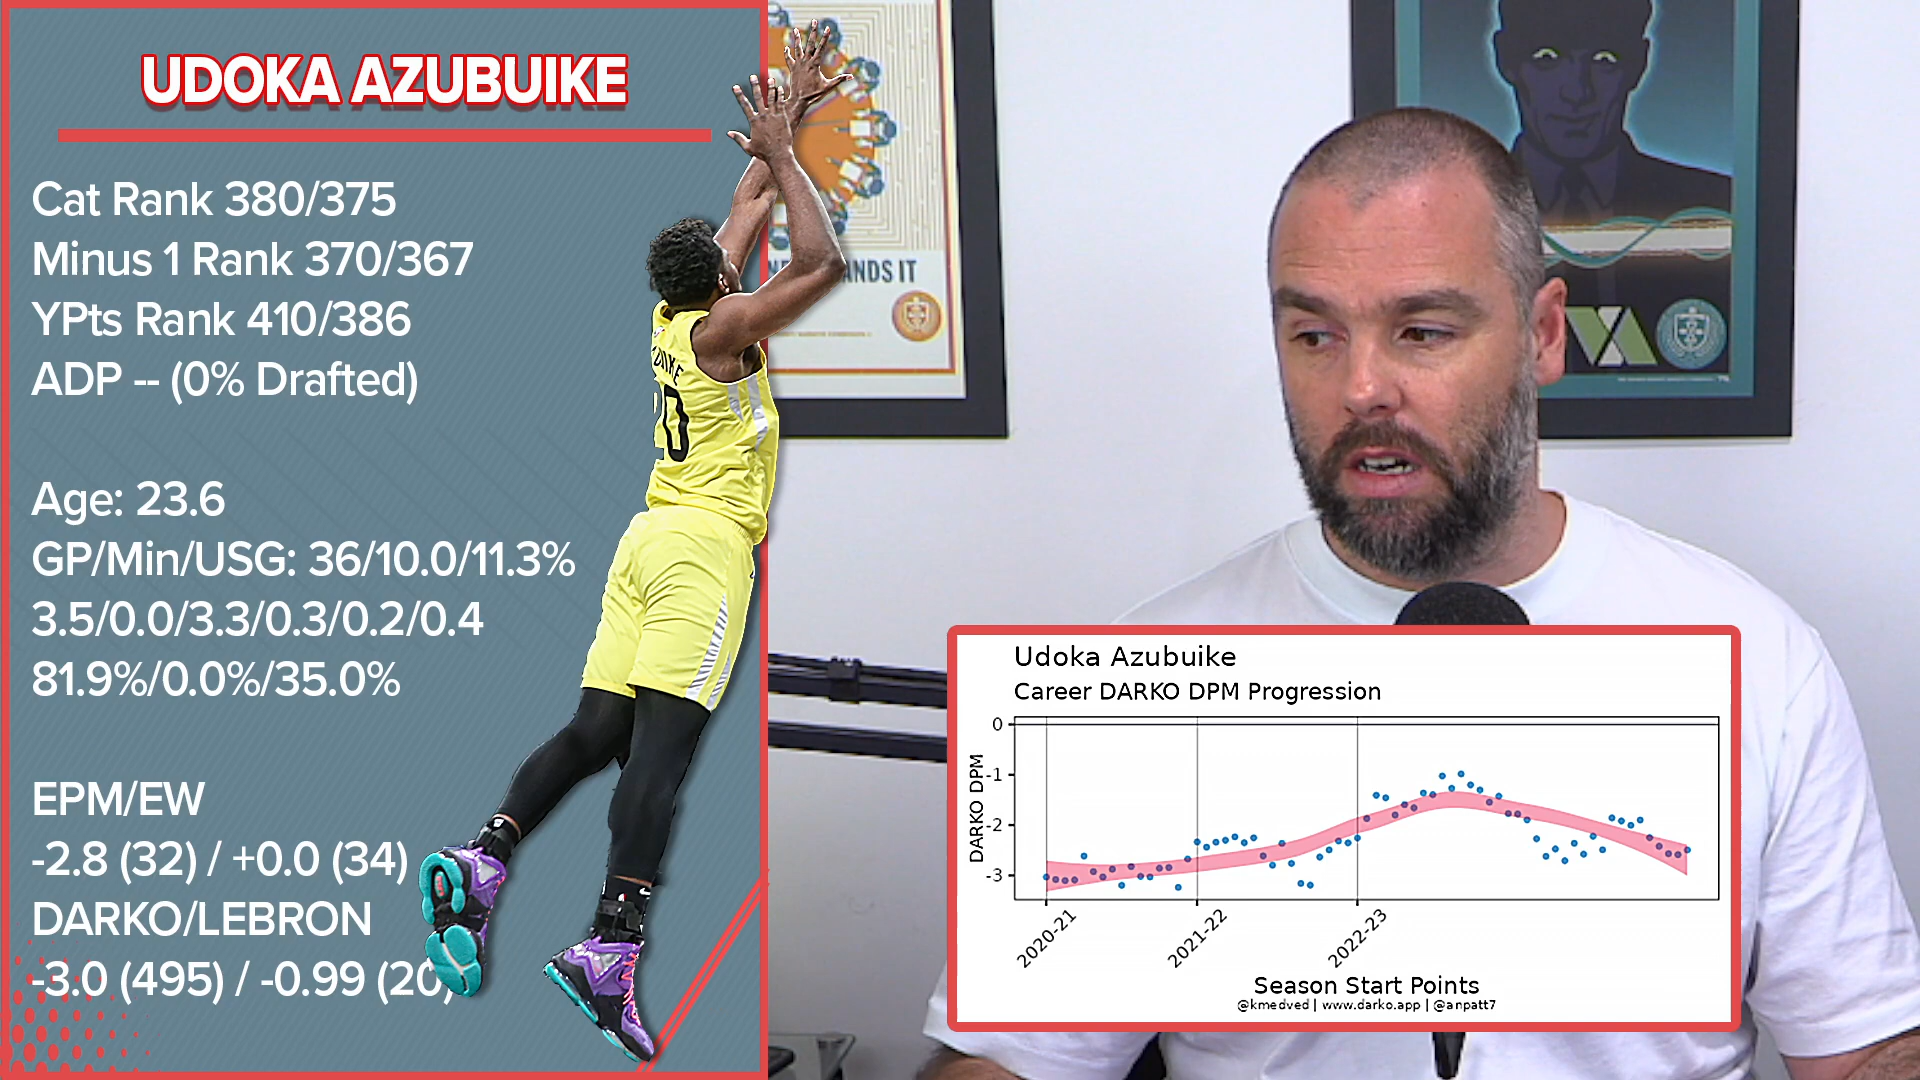 UDOKA AZUBUIKE
Cat Rank 380/375
Minus 1 Rank 370/367
YPts Rank 410/386
ADP -- (0% Drafted)
Age: 23.6
GP/Min/USG: 36/10.0/11.3%
3.5/0.0/3.3/0.3/0.2/0.4
81.9%/0.0%/35.0%
EPM/EW
-2.8 (32) / +0.0 (34)
DARKO/LEBRON
-3.0 (495) / -0.99 (20)
20
ANDS IT
Udoka Azubuike
Career DARKO DPM Progression
DARKO DPM
0
-1
-2
-3
2020-21
2021-22
2022-23
Season Start Points
@kmedved | www.darko.app | @anpatt7